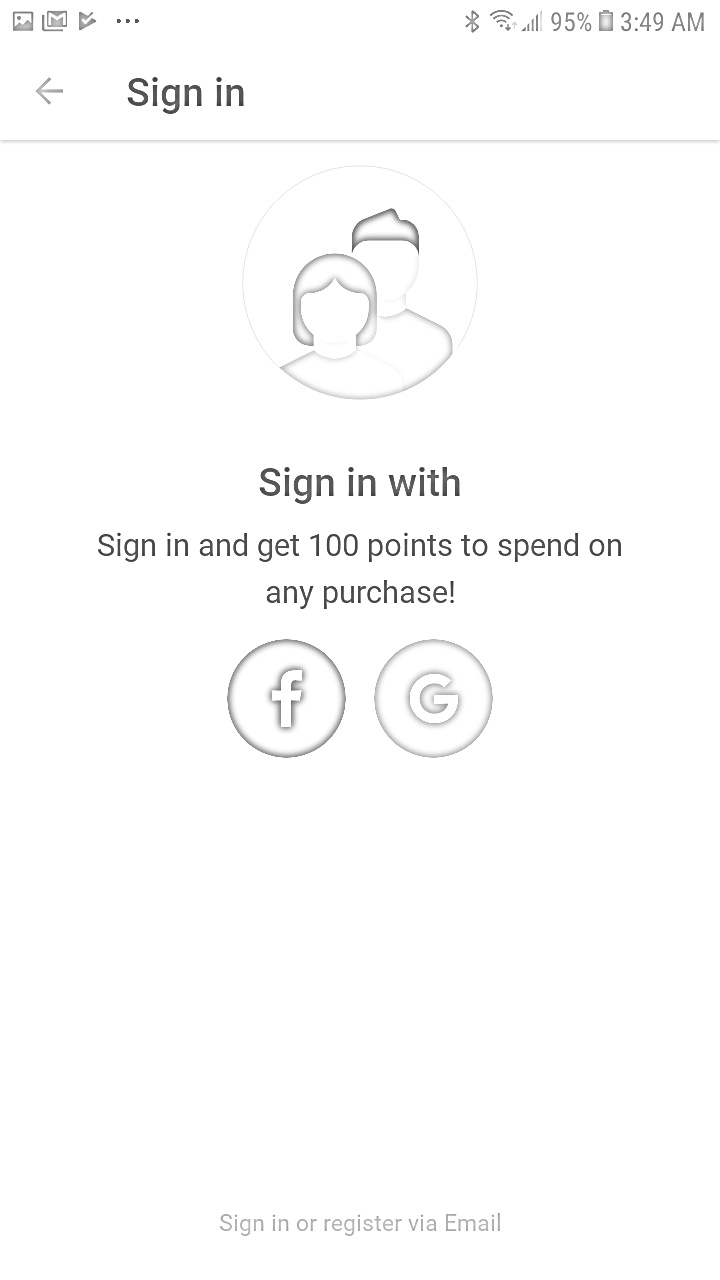 95% 3:49 AM
Sign in
Sign in with
Sign in and get 100 points to spend on
any purchase!
Sign in or register via Email